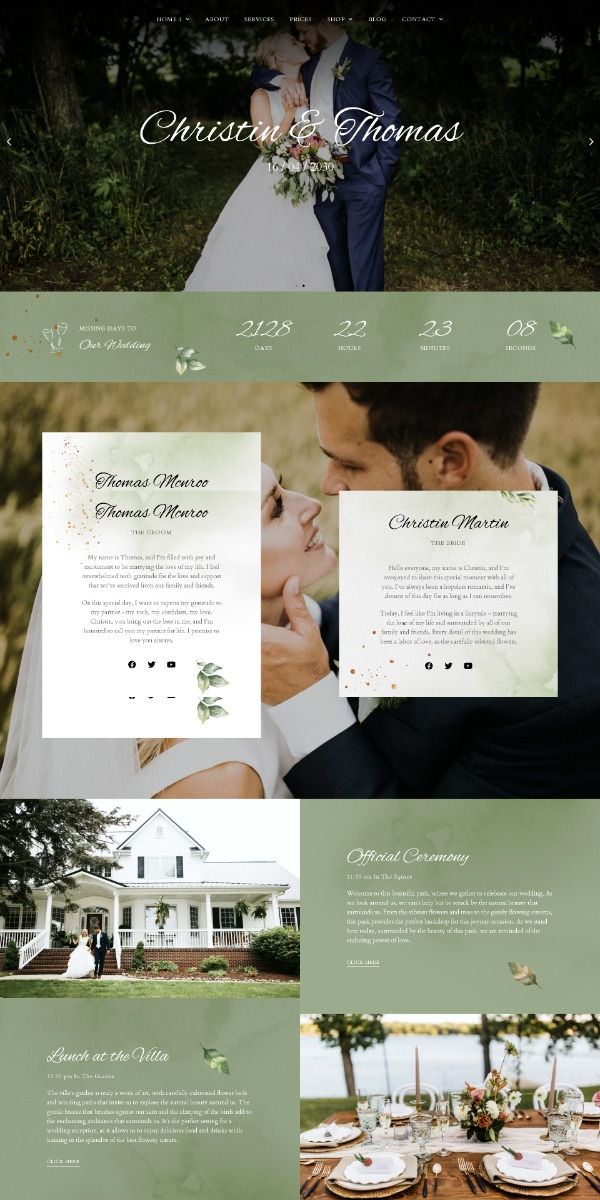 HOME 1 ABOUT SERVICES PRICES SHOP BLOG CONTACT
Christin & Thomas
16 / 04 / 2030
MISSING DAYS TO
Our Wedding
2128
DAYS
22
HOURS
23
MINUTES
08
SECONDS
Thomas Mcnroo
Thomas Mcnroo
THE GROOM
My name is Thomas, and I'm filled with joy and
excitement to be marrying the love of my life. I feel
overwhelmed with gratitude for the love and support
that we've received from our family and friends.
On this special day, I want to express my gratitude to
my partner - my rock, my confidant, my love,
Christin, you bring out the best in me, and I'm
honored to call you my partner for life. I promise to
love you always.
Christin Martin
THE BRIDE
Hello everyone, my name is Christin, and I'm
overjoyed to share this special moment with all of
you. I've always been a hopeless romantic, and I've
dreamt of this day for as long as I can remember.
Today, I feel like I'm living in a fairytale – marrying
the love of my life and surrounded by all of our
family and friends. Every detail of this wedding has
been a labor of love, as the carefully selected flowers.
Official Ceremony
11:35 am In The Square
Welcome to this beautiful park, where we gather to celebrate our wedding. As
we look around us, we can't help but be struck by the natural beauty that
surrounds us. From the vibrant flowers and trees to the gently flowing streams,
this park provides the perfect backdrop for this joyous occasion. As we stand
here today, surrounded by the beauty of this park, we are reminded of the
enduring power of love.
CLICK HERE
Lunch at the Villa
13:35 pm In The Garden
The villa's garden is truly a work of art, with carefully cultivated flower beds
and winding paths that invite us to explore the natural beauty around us. The
gentle breeze that brushes against our skin and the chirping of the birds add to
the enchanting ambiance that surrounds us. It's the perfect setting for a
wedding reception, as it allows us to enjoy delicious food and drinks while
basking in the splendor of the best flowery nature.
CLICK HERE